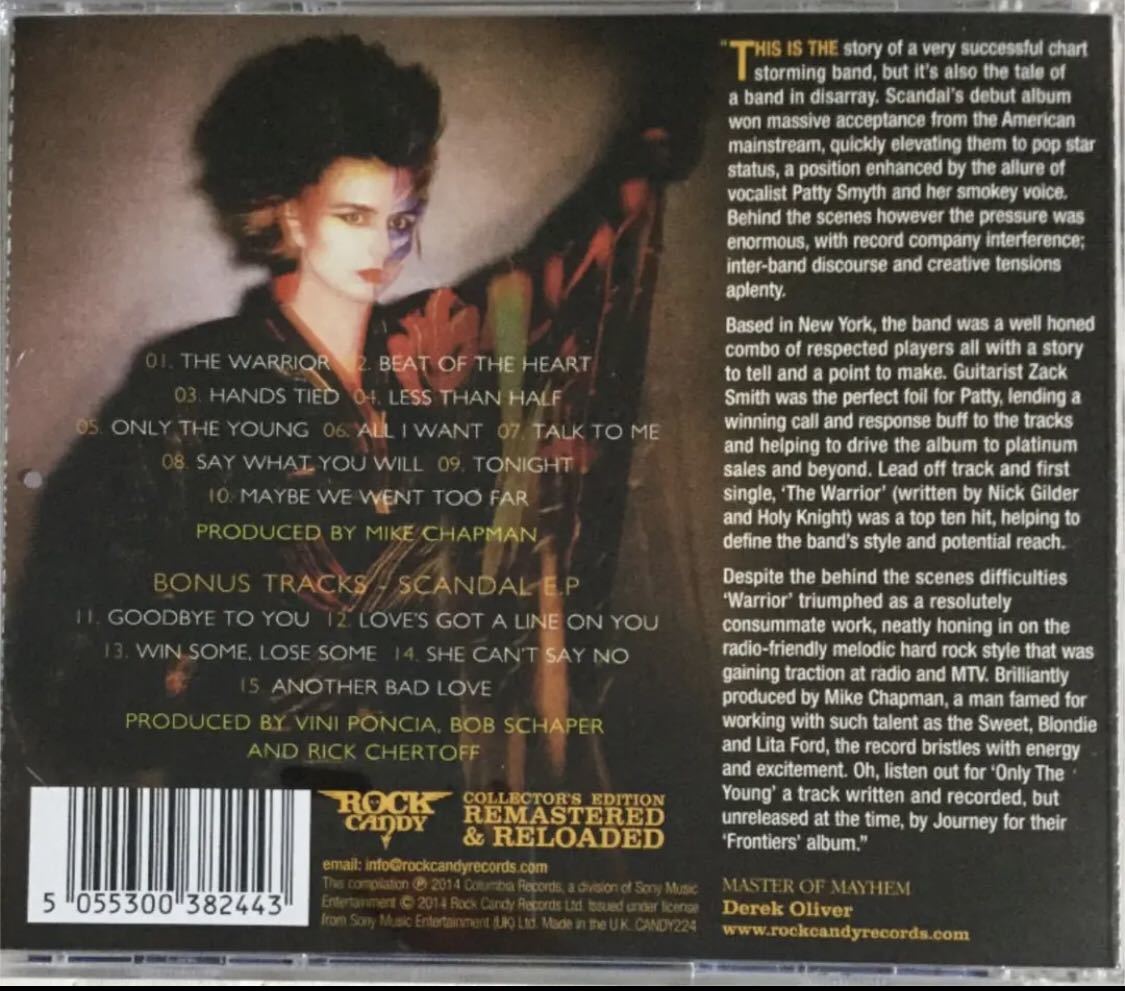 01. THE WARRIOR 2. BEAT OF THE HEART
03. HANDS TIED 04. LESS THAN HALF
05. ONLY THE YOUNG 06. ALL I WANT 07. TALK TO ME
08. SAY WHAT YOU WILL 09. TONIGHT
10. MAYBE WE WENT TOO FAR
PRODUCED BY MIKE CHAPMAN
BONUS TRACKS - SCANDAL E.P
11. GOODBYE TO YOU 12. LOVE'S GOT A LINE ON YOU
13. WIN SOME, LOSE SOME 14. SHE CAN'T SAY NO
15. ANOTHER BAD LOVE
PRODUCED BY VINI PONCIA, BOB SCHAPER
AND RICK CHERTOFF
5 055300 382443
ROCK
CANDY
COLLECTOR'S EDITION
REMASTERED
& RELOADED
email: info@rockcandyrecords.com
This compilation ℗ 2014 Columbia Records, a division of Sony Music
Entertainment © 2014 Rock Candy Records Ltd. Issued under license
from Sony Music Entertainment (UK) Ltd. Made in the U.K. CANDY224
"THIS IS THE story of a very successful chart
storming band, but it's also the tale of
a band in disarray. Scandal's debut album
won massive acceptance from the American
mainstream, quickly elevating them to pop star
status, a position enhanced by the allure of
vocalist Patty Smyth and her smokey voice.
Behind the scenes however the pressure was
enormous, with record company interference;
inter-band discourse and creative tensions
aplenty.
Based in New York, the band was a well honed
combo of respected players all with a story
to tell and a point to make. Guitarist Zack
Smith was the perfect foil for Patty, lending a
winning call and response buff to the tracks
and helping to drive the album to platinum
sales and beyond. Lead off track and first
single, 'The Warrior' (written by Nick Gilder
and Holy Knight) was a top ten hit, helping to
define the band's style and potential reach.
Despite the behind the scenes difficulties
'Warrior' triumphed as a resolutely
consummate work, neatly honing in on the
radio-friendly melodic hard rock style that was
gaining traction at radio and MTV. Brilliantly
produced by Mike Chapman, a man famed for
working with such talent as the Sweet, Blondie
and Lita Ford, the record bristles with energy
and excitement. Oh, listen out for 'Only The
Young' a track written and recorded, but
unreleased at the time, by Journey for their
'Frontiers' album."
MASTER OF MAYHEM
Derek Oliver
www.rockcandyrecords.com